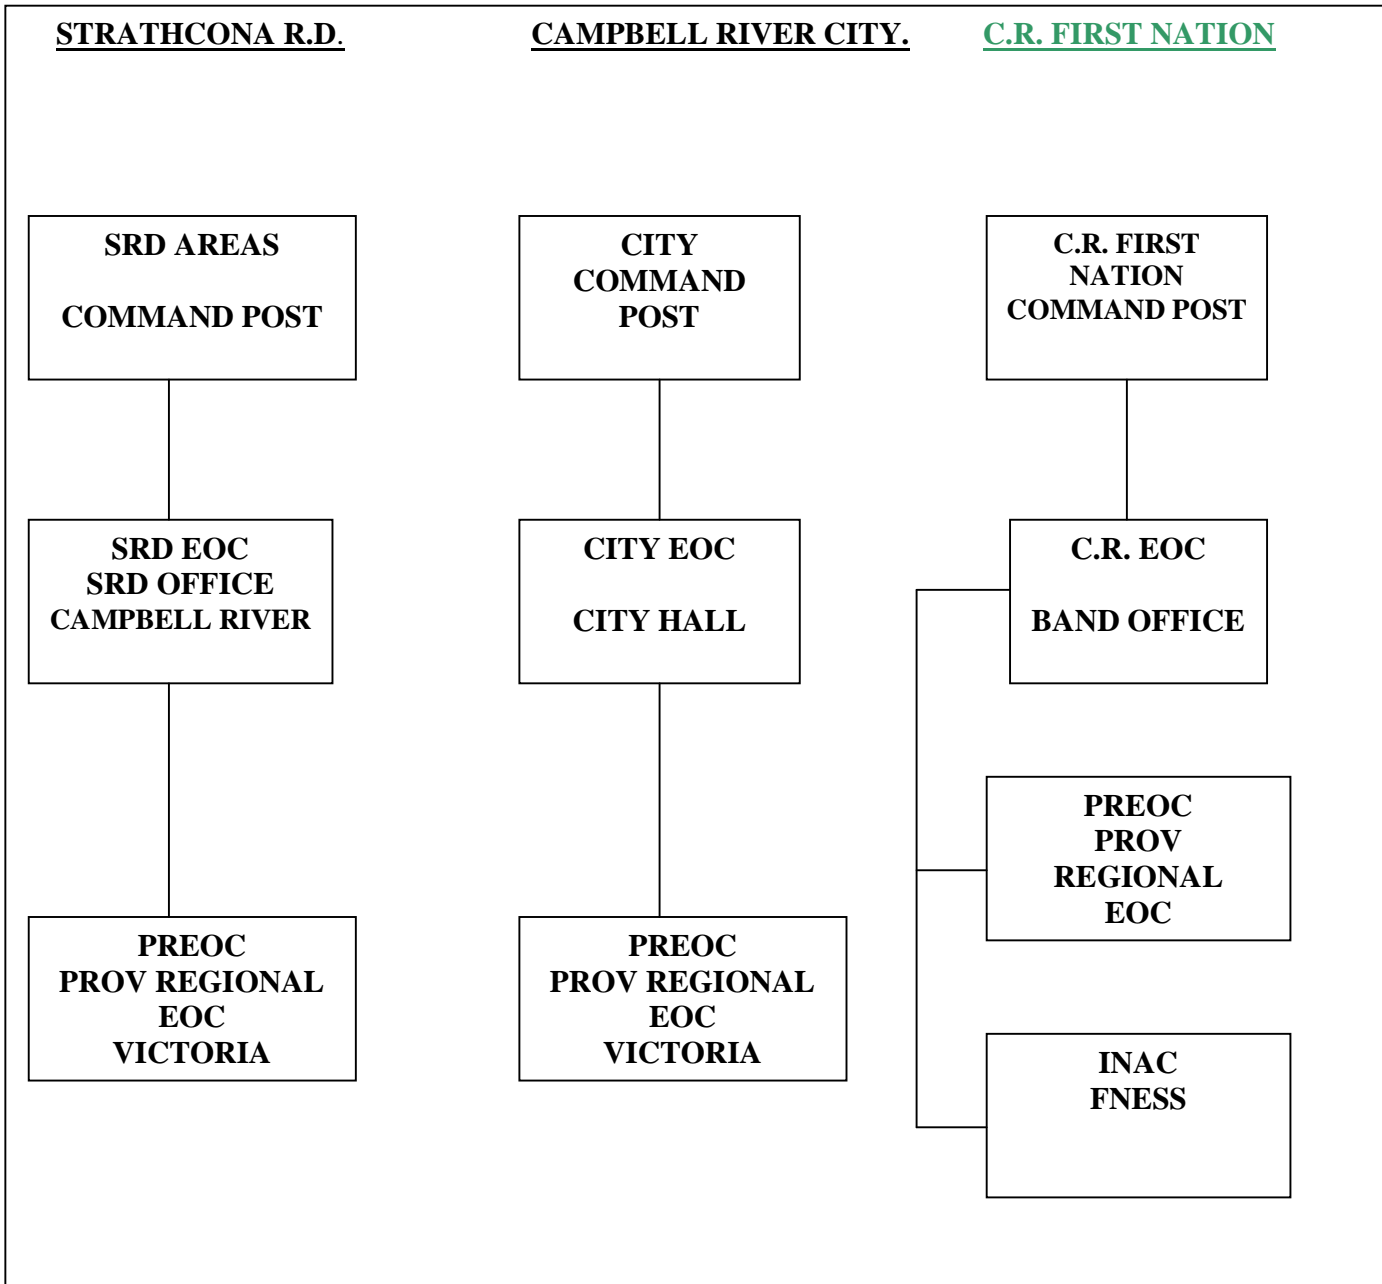 STRATHCONA R.D.
CAMPBELL RIVER CITY.
C.R. FIRST NATION
SRD AREAS
COMMAND POST
CITY
COMMAND
POST
C.R. FIRST
NATION
COMMAND POST
SRD EOC
SRD OFFICE
CAMPBELL RIVER
CITY EOC
CITY HALL
C.R. EOC
BAND OFFICE
PREOC
PROV REGIONAL
EOC
VICTORIA
PREOC
PROV REGIONAL
EOC
VICTORIA
PREOC
PROV
REGIONAL
EOC
INAC
FNESS